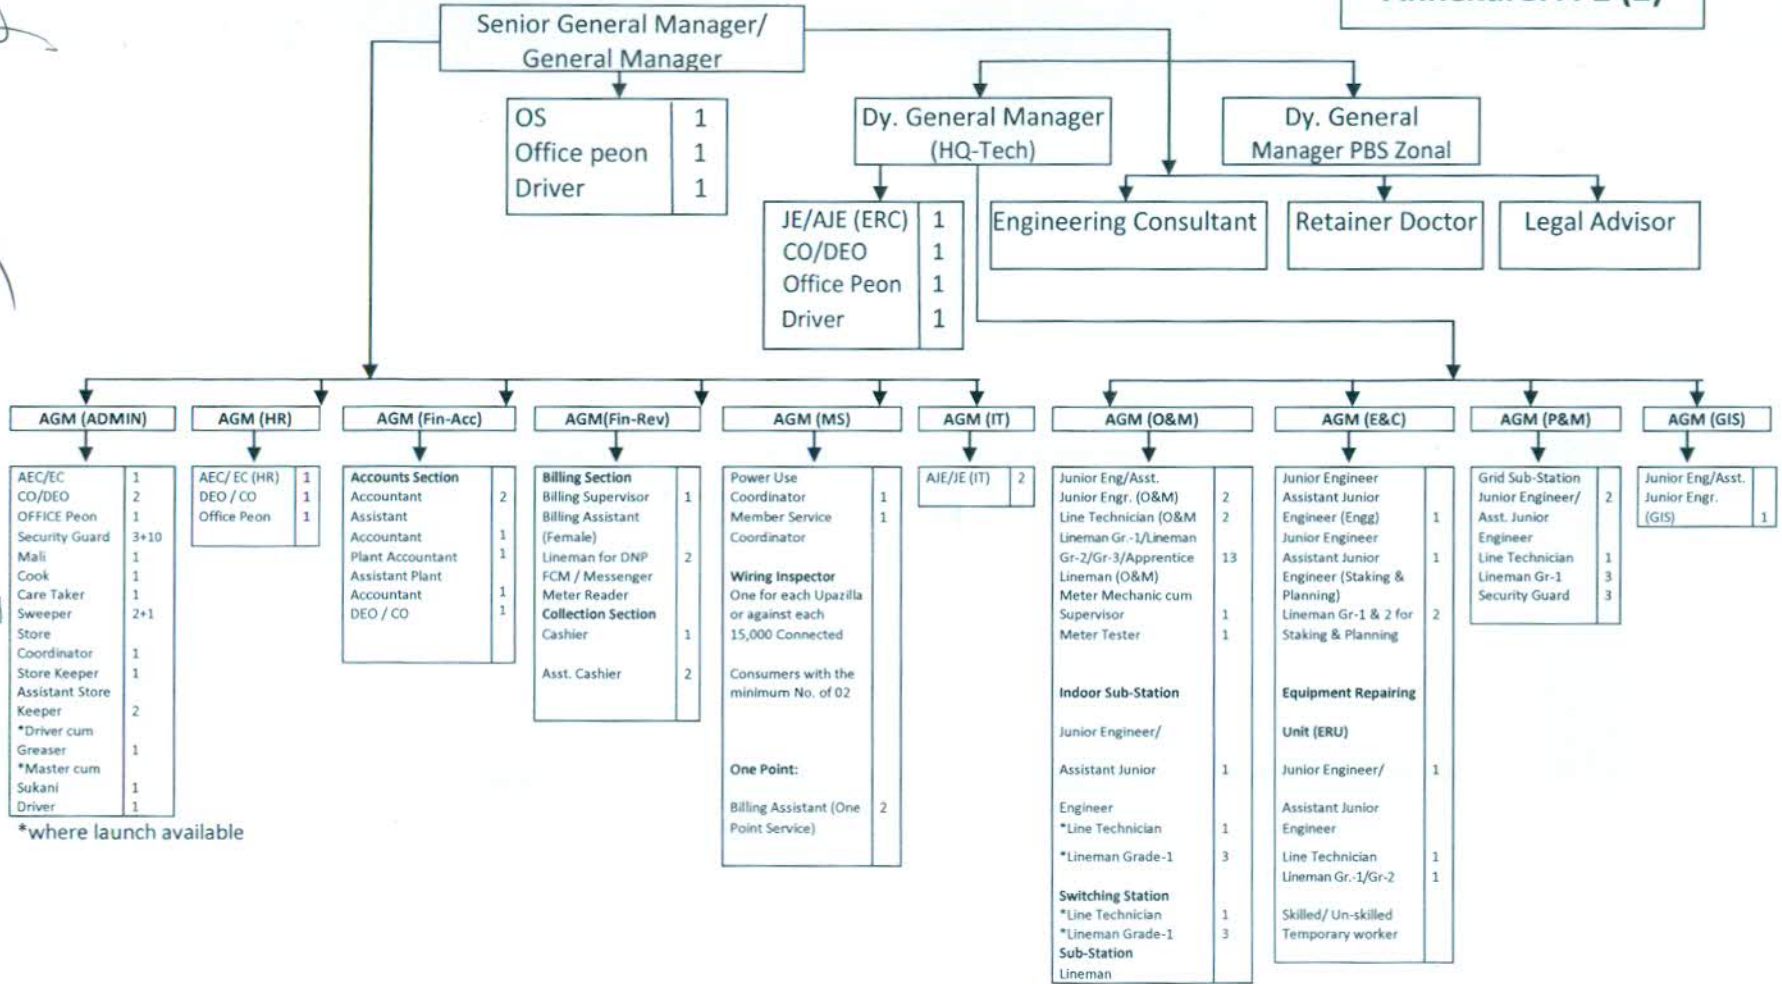 Senior General Manager/
General Manager
OS 1
Office peon 1
Driver 1
Dy. General Manager
(HQ-Tech)
Dy. General
Manager PBS Zonal
JE/AJE (ERC) 1
CO/DEO 1
Office Peon 1
Driver 1
Engineering Consultant
Retainer Doctor
Legal Advisor
AGM (ADMIN)
AEC/EC 1
CO/DEO 2
OFFICE Peon 1
Security Guard 3+10
Mali 1
Cook 1
Care Taker 1
Sweeper 2+1
Store
Coordinator 1
Store Keeper 1
Assistant Store
Keeper 2
*Driver cum
Greaser 1
*Master cum
Sukani 1
Driver 1
*where launch available
AGM (HR)
AEC/ EC (HR) 1
DEO / CO 1
Office Peon 1
AGM (Fin-Acc)
Accounts Section
Accountant 2
Assistant
Accountant 1
Plant Accountant 1
Assistant Plant
Accountant 1
DEO / CO 1
AGM(Fin-Rev)
Billing Section
Billing Supervisor 1
Billing Assistant
(Female)
Lineman for DNP 2
FCM / Messenger
Meter Reader
Collection Section
Cashier 1
Asst. Cashier 2
AGM (MS)
Power Use
Coordinator 1
Member Service 1
Coordinator
Wiring Inspector
One for each Upazilla
or against each
15,000 Connected
Consumers with the
minimum No. of 02
One Point:
Billing Assistant (One 2
Point Service)
AGM (IT)
AJE/JE (IT) 2
AGM (O&M)
Junior Eng/Asst.
Junior Engr. (O&M) 2
Line Technician (O&M 2
Lineman Gr.-1/Lineman
Gr-2/Gr-3/Apprentice 13
Lineman (O&M)
Meter Mechanic cum
Supervisor 1
Meter Tester 1
Indoor Sub-Station
Junior Engineer/
Assistant Junior 1
Engineer
*Line Technician 1
*Lineman Grade-1 3
Switching Station
*Line Technician 1
*Lineman Grade-1 3
Sub-Station
Lineman
AGM (E&C)
Junior Engineer
Assistant Junior
Engineer (Engg) 1
Junior Engineer
Assistant Junior 1
Engineer (Staking &
Planning)
Lineman Gr-1 & 2 for 2
Staking & Planning
Equipment Repairing
Unit (ERU)
Junior Engineer/ 1
Assistant Junior
Engineer
Line Technician 1
Lineman Gr.-1/Gr-2 1
Skilled/ Un-skilled
Temporary worker
AGM (P&M)
Grid Sub-Station
Junior Engineer/ 2
Asst. Junior
Engineer
Line Technician 1
Lineman Gr-1 3
Security Guard 3
AGM (GIS)
Junior Eng/Asst.
Junior Engr.
(GIS) 1